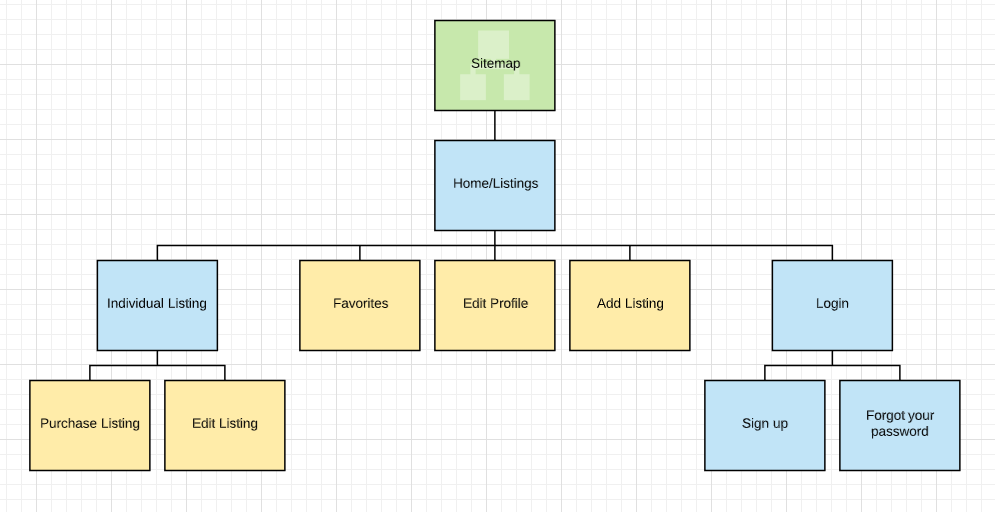 Sitemap
Home/Listings
Individual Listing
Favorites
Edit Profile
Add Listing
Login
Purchase Listing
Edit Listing
Sign up
Forgot your
password